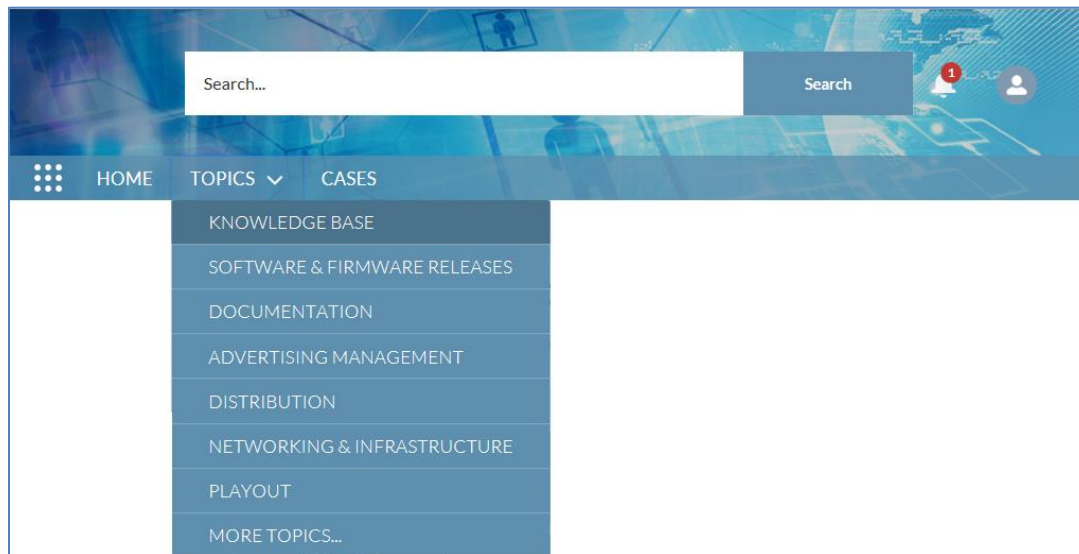 Search...
Search
1
HOME TOPICS CASES
KNOWLEDGE BASE
SOFTWARE & FIRMWARE RELEASES
DOCUMENTATION
ADVERTISING MANAGEMENT
DISTRIBUTION
NETWORKING & INFRASTRUCTURE
PLAYOUT
MORE TOPICS...